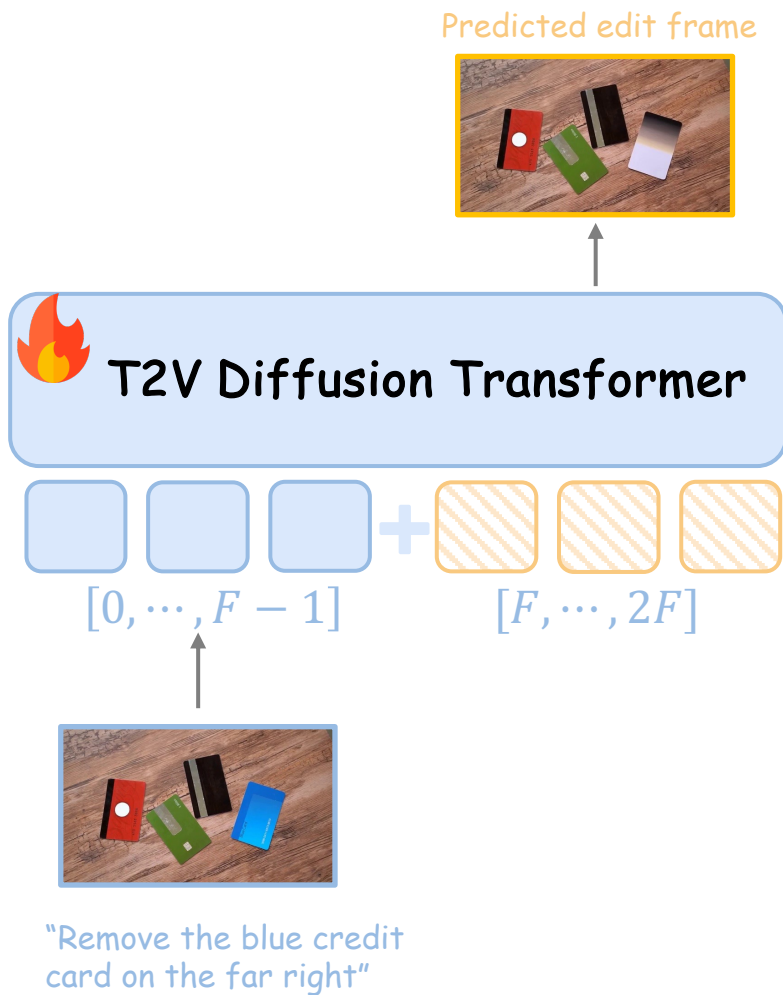 Predicted edit frame
T2V Diffusion Transformer
[0, ⋯, F − 1]
[F, ⋯, 2F]
“Remove the blue credit
card on the far right”